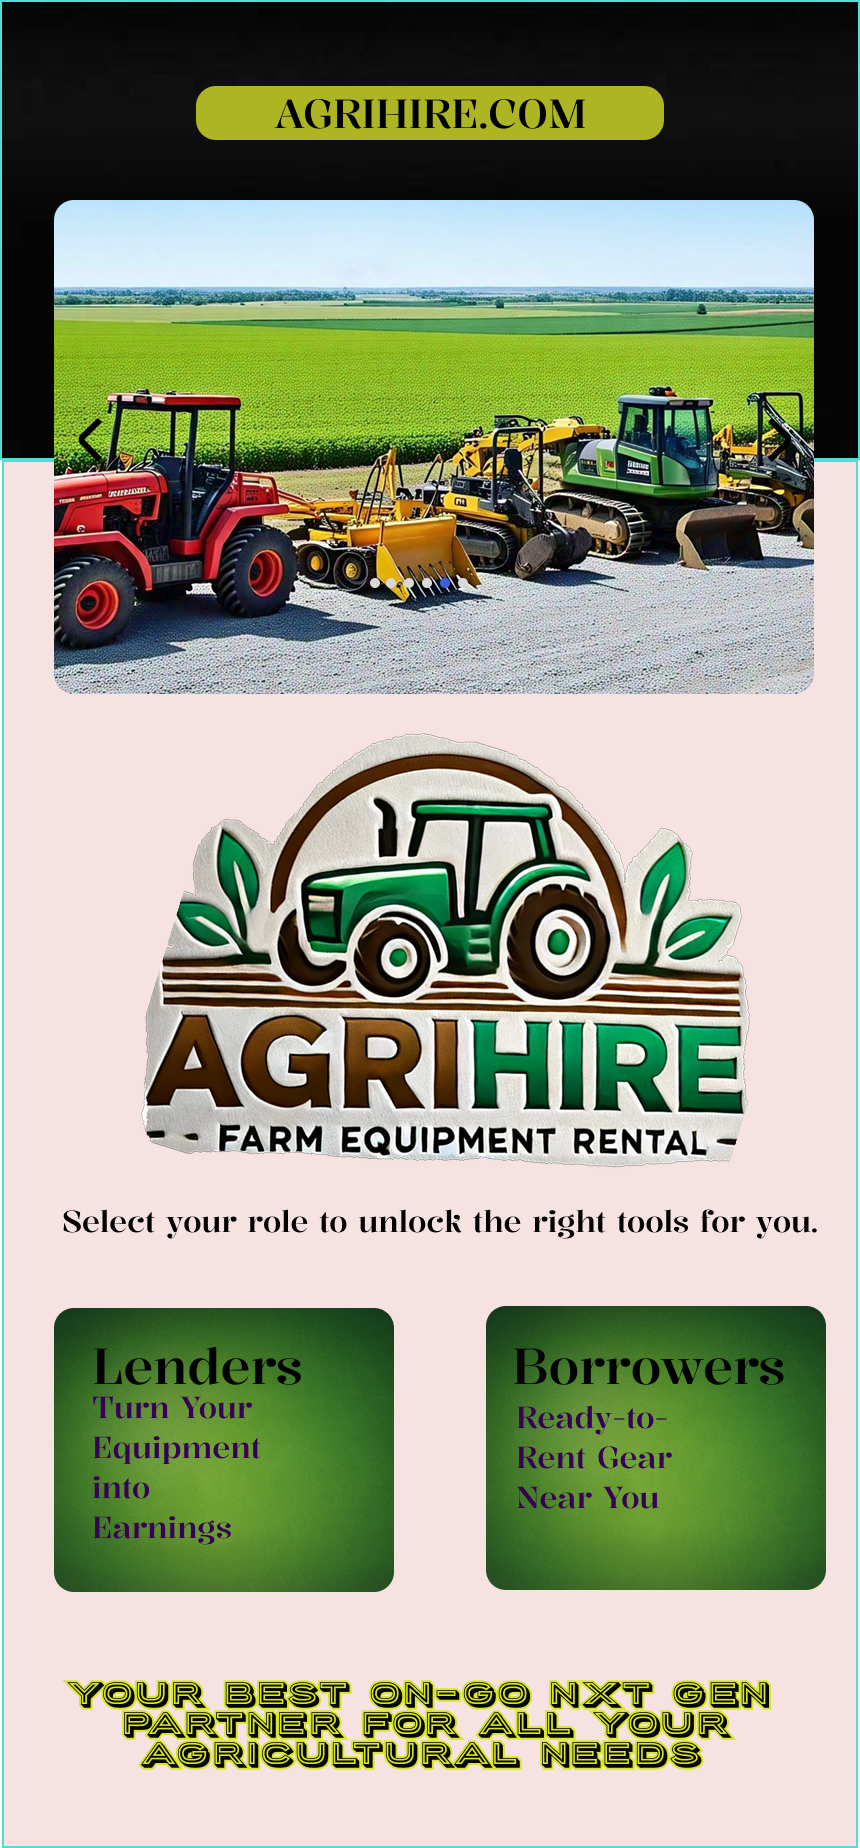 AGRIHIRE.COM
AGRIHIRE
FARM EQUIPMENT RENTAL
Select your role to unlock the right tools for you.
Lenders
Turn Your
Equipment
into
Earnings
Borrowers
Ready-to-
Rent Gear
Near You
YOUR BEST ON-GO NXT GEN
PARTNER FOR ALL YOUR
AGRICULTURAL NEEDS